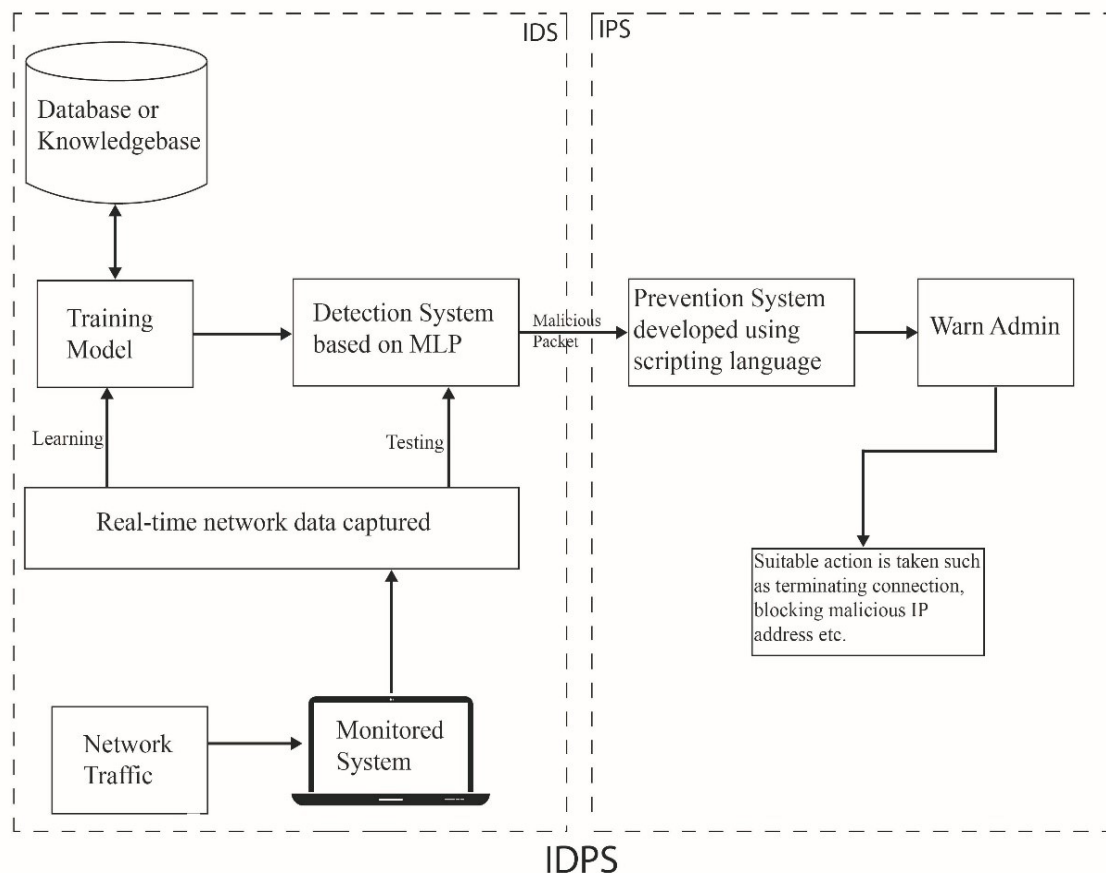 IDS
IPS
Database or
Knowledgebase
Training
Model
Detection System
based on MLP
Malicious
Packet
Prevention System
developed using
scripting language
Warn Admin
Learning
Testing
Real-time network data captured
Suitable action is taken such
as terminating connection,
blocking malicious IP
address etc.
Network
Traffic
Monitored
System
IDPS